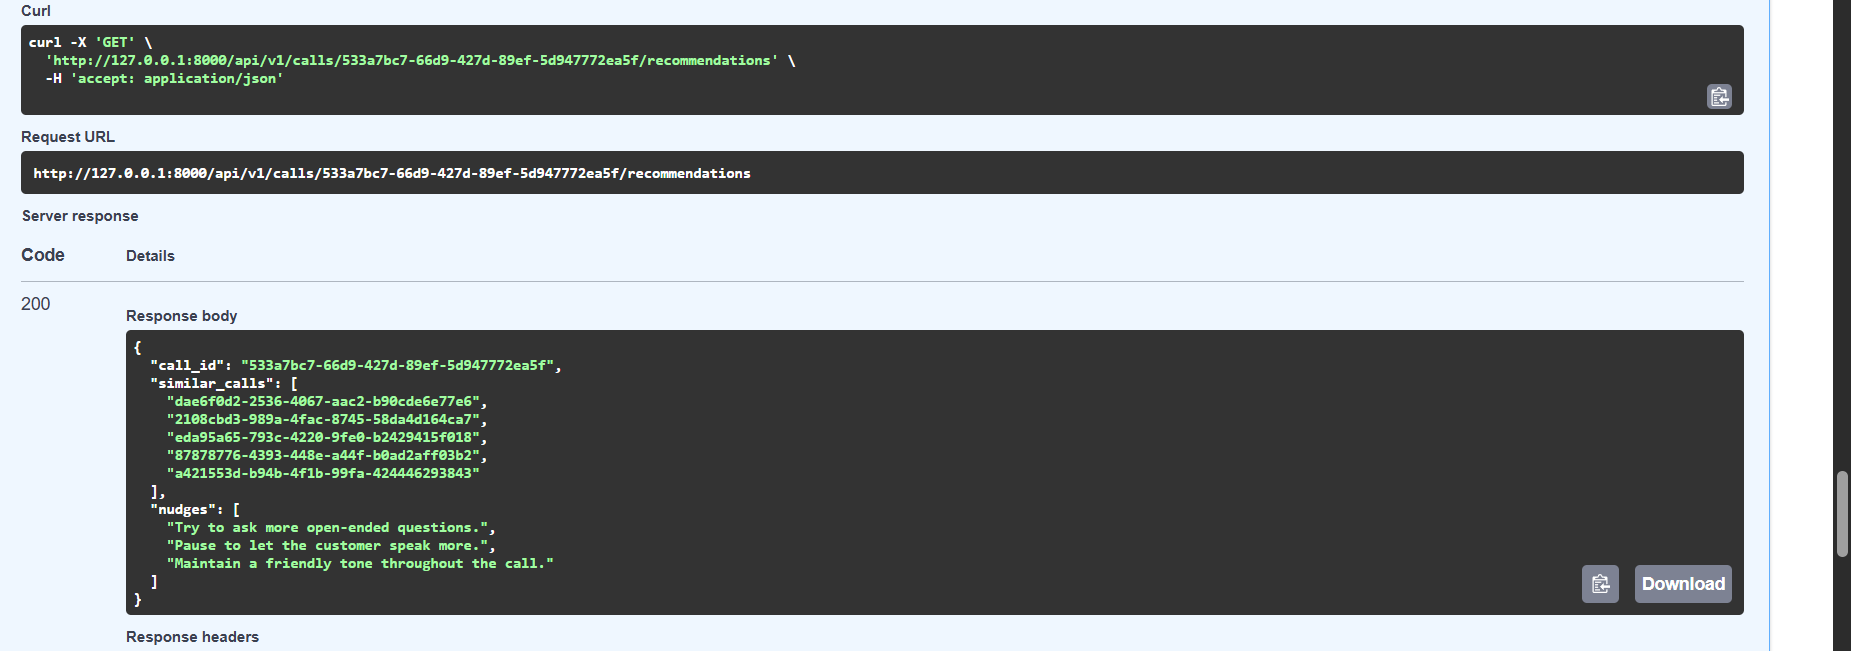 Curl
curl -X 'GET' \
  'http://127.0.0.1:8000/api/v1/calls/533a7bc7-66d9-427d-89ef-5d947772ea5f/recommendations' \
  -H 'accept: application/json'
Request URL
http://127.0.0.1:8000/api/v1/calls/533a7bc7-66d9-427d-89ef-5d947772ea5f/recommendations
Server response
Code Details
200
Response body
{
  "call_id": "533a7bc7-66d9-427d-89ef-5d947772ea5f",
  "similar_calls": [
    "dae6f0d2-2536-4067-aac2-b90cde6e77e6",
    "2108cbd3-989a-4fac-8745-58da4d164ca7",
    "eda95a65-793c-4220-9fe0-b2429415f018",
    "87878776-4393-448e-a44f-b0ad2aff03b2",
    "a421553d-b94b-4f1b-99fa-424446293843"
  ],
  "nudges": [
    "Try to ask more open-ended questions.",
    "Pause to let the customer speak more.",
    "Maintain a friendly tone throughout the call."
  ]
}
Download
Response headers